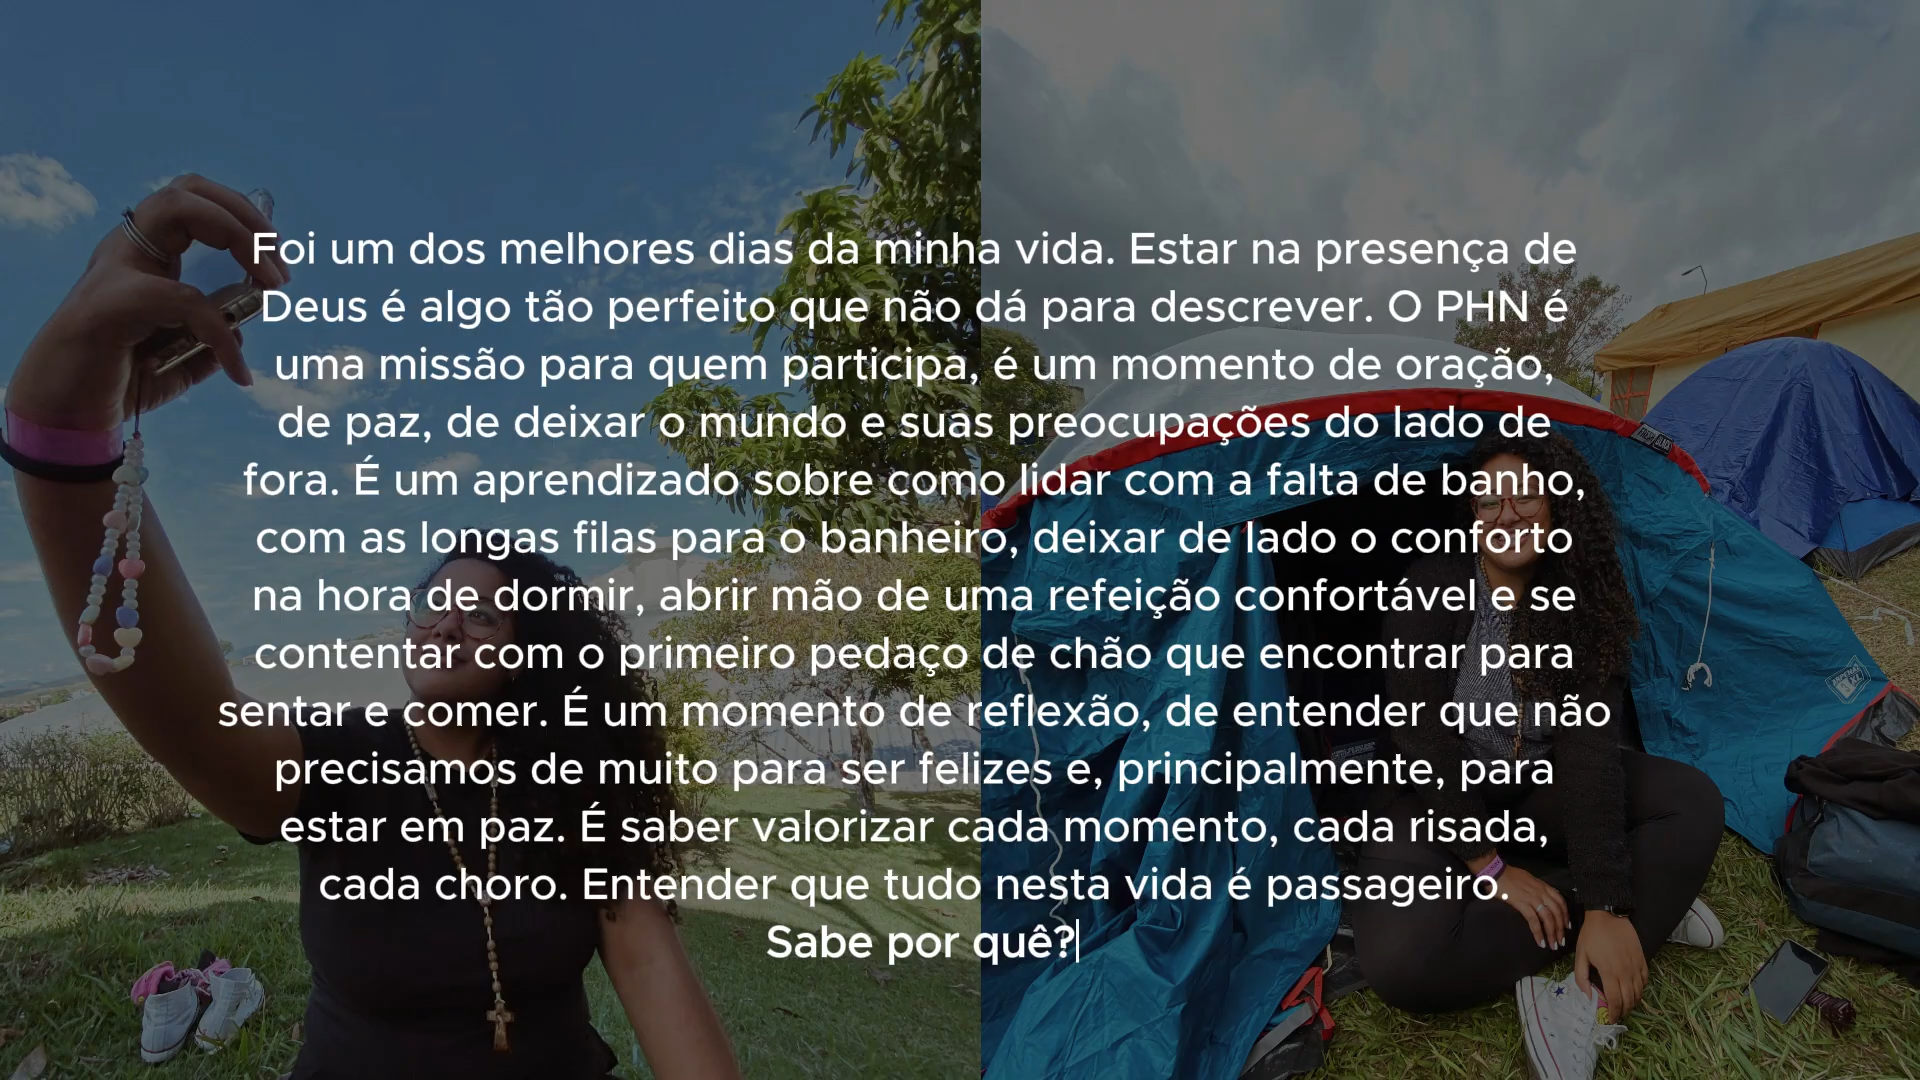 Foi um dos melhores dias da minha vida. Estar na presença de
Deus é algo tão perfeito que não dá para descrever. O PHN é
uma missão para quem participa, é um momento de oração,
de paz, de deixar o mundo e suas preocupações do lado de
fora. É um aprendizado sobre como lidar com a falta de banho,
com as longas filas para o banheiro, deixar de lado o conforto
na hora de dormir, abrir mão de uma refeição confortável e se
contentar com o primeiro pedaço de chão que encontrar para
sentar e comer. É um momento de reflexão, de entender que não
precisamos de muito para ser felizes e, principalmente, para
estar em paz. É saber valorizar cada momento, cada risada,
cada choro. Entender que tudo nesta vida é passageiro.
Sabe por quê?